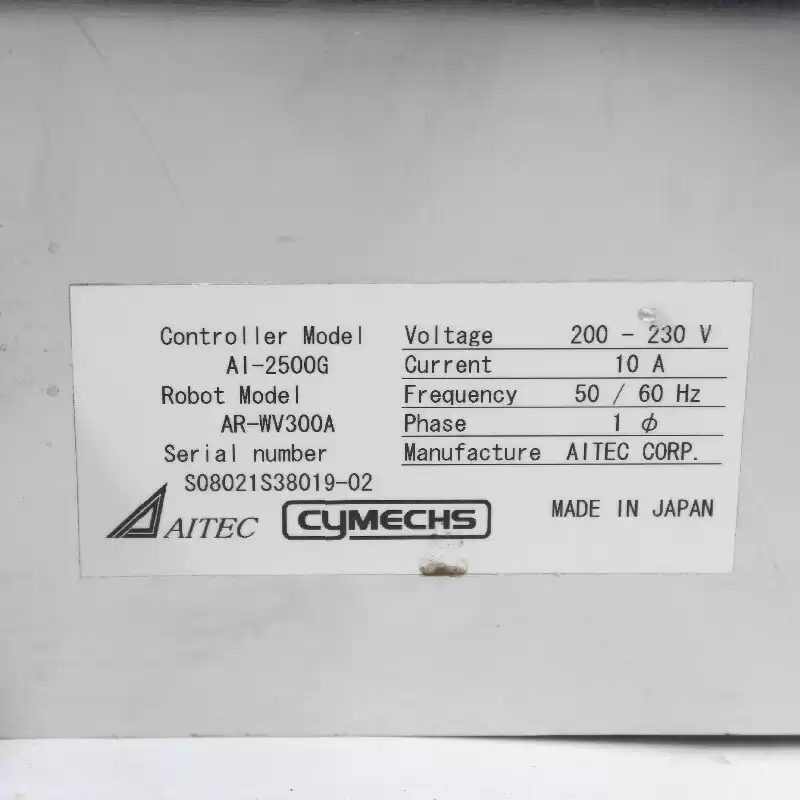 Controller Model
AI-2500G
Robot Model
AR-WV300A
Serial number
S08021S38019-02
Voltage 200 - 230 V
Current 10 A
Frequency 50 / 60 Hz
Phase 1 φ
Manufacture AITEC CORP.
AITEC
CYMECHS
MADE IN JAPAN